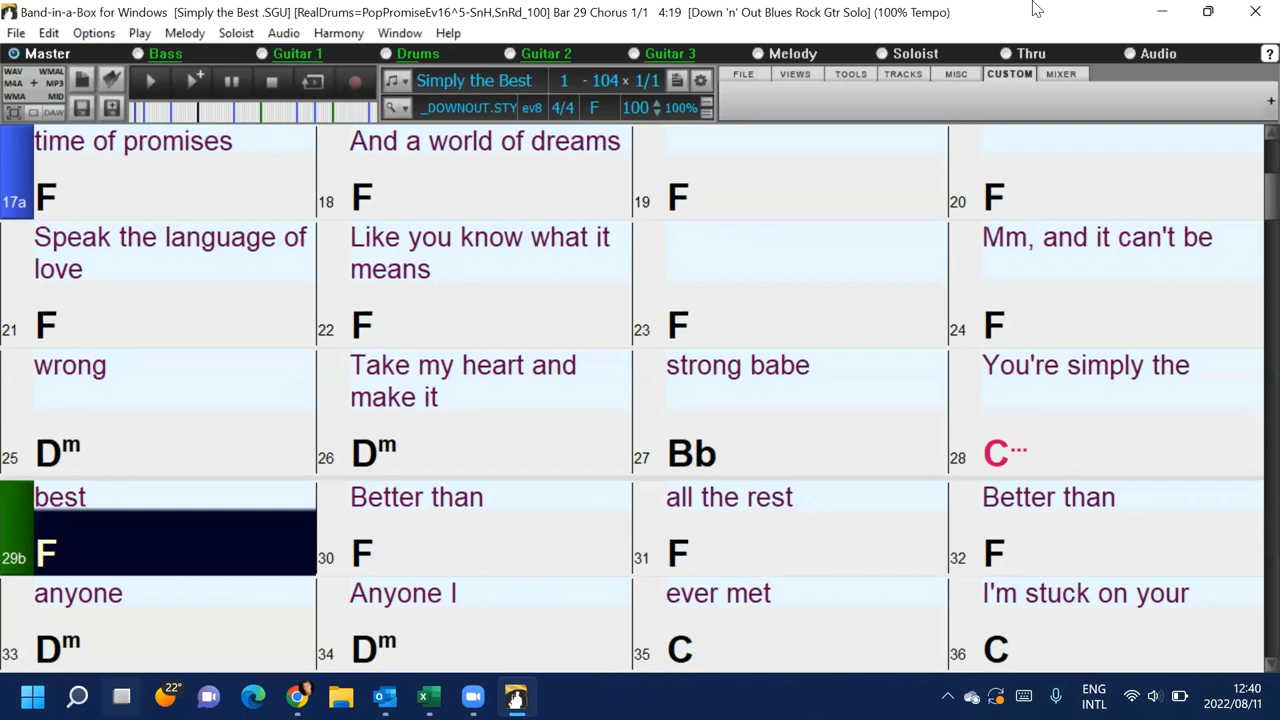 Band-in-a-Box for Windows [Simply the Best .SGU] [RealDrums=PopPromiseEv16^5-SnH,SnRd_100] Bar 29 Chorus 1/1 4:19 [Down 'n' Out Blues Rock Gtr Solo] (100% Tempo)
File Edit Options Play Melody Soloist Audio Harmony Window Help
Master Bass Guitar 1 Drums Guitar 2 Guitar 3 Melody Soloist Thru Audio ?
WAV WMAL
M4A + MP3
WMA MID
DAW
Simply the Best 1 - 104 x 1/1
_DOWNOUT.STY ev8 4/4 F 100 100%
FILE VIEWS TOOLS TRACKS MISC CUSTOM MIXER
+
time of promises And a world of dreams
17a F 18 F 19 F 20 F
Speak the language of Like you know what it Mm, and it can't be
love means
21 F 22 F 23 F 24 F
wrong Take my heart and strong babe You're simply the
make it
25 Dm 26 Dm 27 Bb 28 C...
best Better than all the rest Better than
29b F 30 F 31 F 32 F
anyone Anyone I ever met I'm stuck on your
33 Dm 34 Dm 35 C 36 C
22° ENG 12:40
INTL 2022/08/11